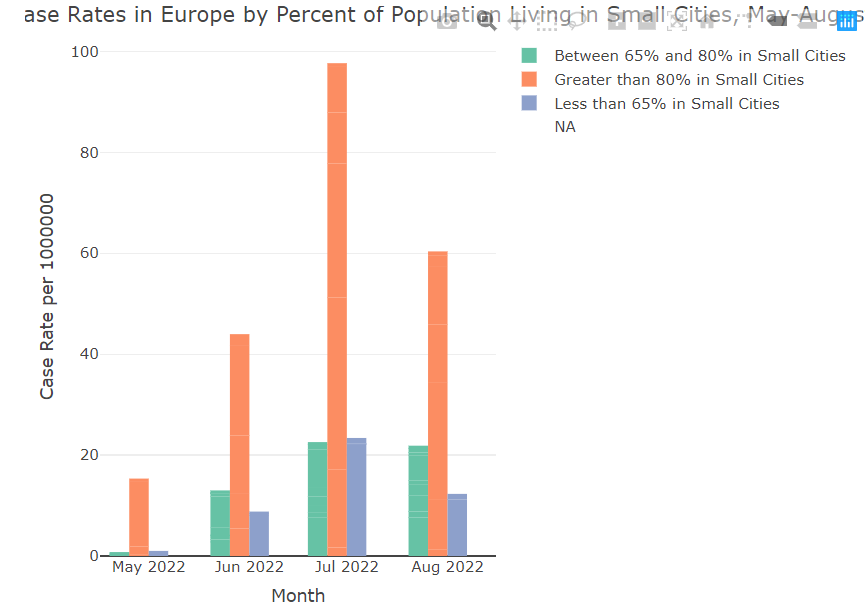 ase Rates in Europe by Percent of Population Living in Small Cities, May-Augus
100
80
60
40
20
0
Case Rate per 1000000
May 2022
Jun 2022
Jul 2022
Aug 2022
Month
Between 65% and 80% in Small Cities
Greater than 80% in Small Cities
Less than 65% in Small Cities
NA